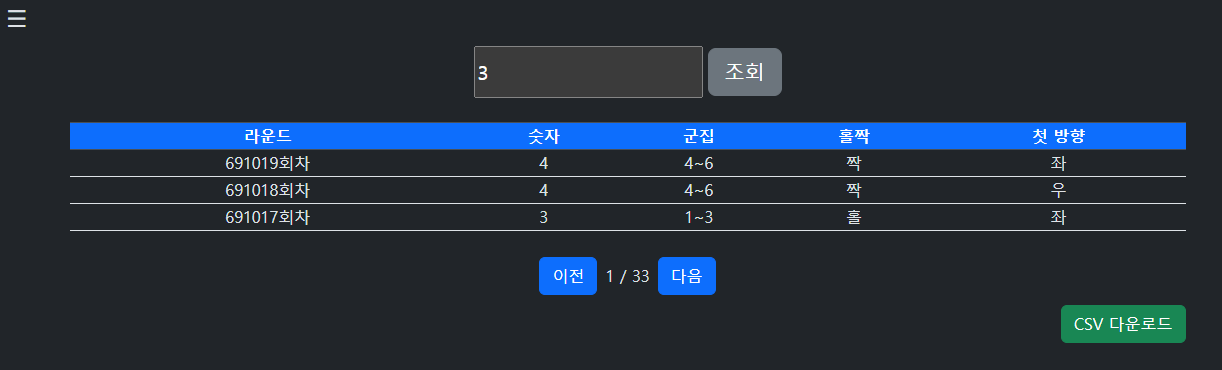 3 조회
라운드 숫자 군집 홀짝 첫 방향
691019회차 4 4~6 짝 좌
691018회차 4 4~6 짝 우
691017회차 3 1~3 홀 좌
이전 1 / 33 다음
CSV 다운로드